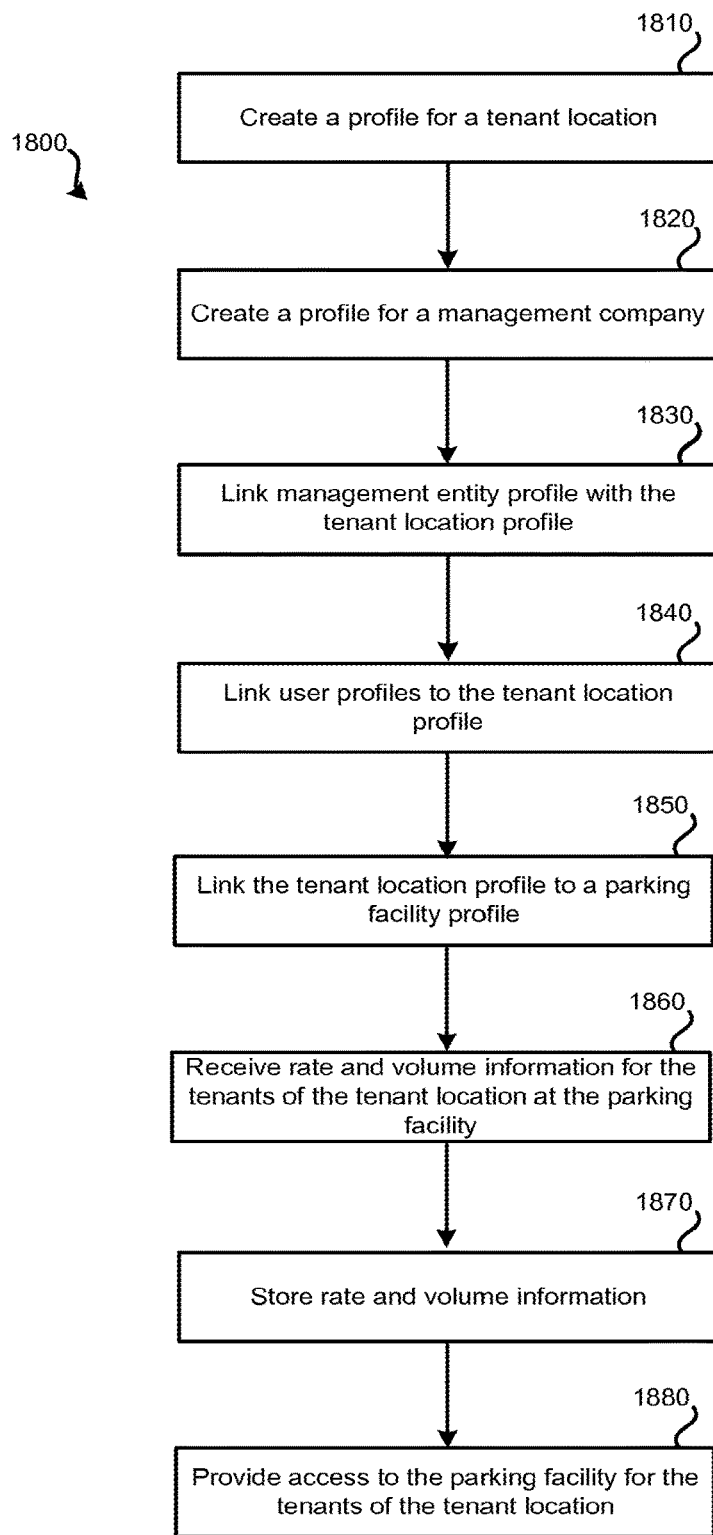 1810
Create a profile for a tenant location
1800
1820
Create a profile for a management company
1830
Link management entity profile with the
tenant location profile
1840
Link user profiles to the tenant location
profile
1850
Link the tenant location profile to a parking
facility profile
1860
Receive rate and volume information for the
tenants of the tenant location at the parking
facility
1870
Store rate and volume information
1880
Provide access to the parking facility for the
tenants of the tenant location